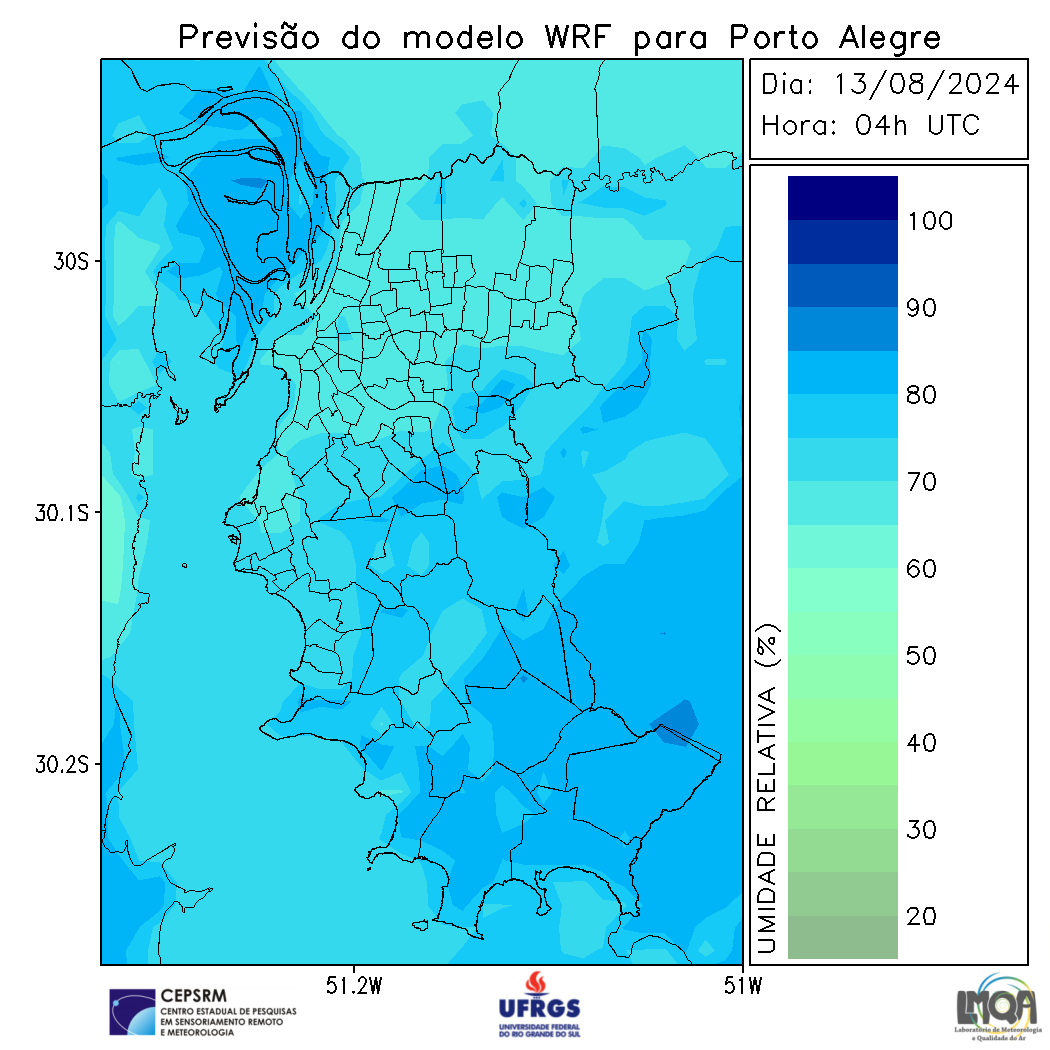 Previsão do modelo WRF para Porto Alegre
Dia: 13/08/2024
Hora: 04h UTC
100
90
80
70
60
50
40
30
20
UMIDADE RELATIVA (%)
30S
30.1S
30.2S
51.2W
51W
CEPSRM
CENTRO ESTADUAL DE PESQUISAS
EM SENSORIAMENTO REMOTO
E METEOROLOGIA
UFRGS
UNIVERSIDADE FEDERAL
DO RIO GRANDE DO SUL
LMQA
Laboratório de Meteorologia
e Qualidade do Ar